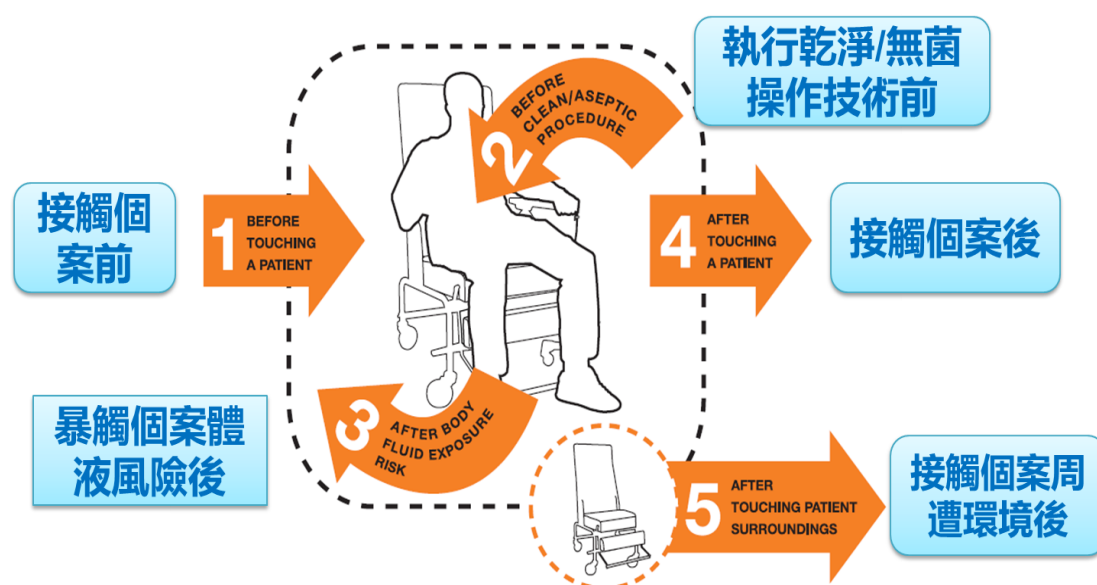 接觸個
案前
1
BEFORE
TOUCHING
A PATIENT
執行乾淨/無菌
操作技術前
2
BEFORE
CLEAN/ASEPTIC
PROCEDURE
暴觸個案體
液風險後
3
AFTER BODY
FLUID EXPOSURE
RISK
4
AFTER
TOUCHING
A PATIENT
接觸個案後
5
AFTER
TOUCHING PATIENT
SURROUNDINGS
接觸個案周
遭環境後